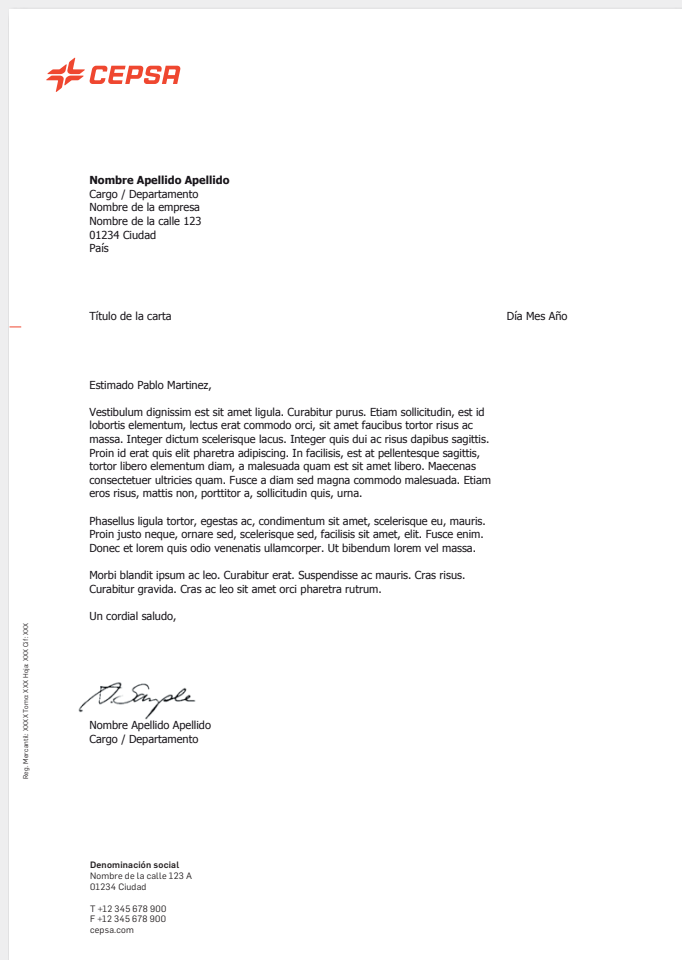 CEPSA
Nombre Apellido Apellido
Cargo / Departamento
Nombre de la empresa
Nombre de la calle 123
01234 Ciudad
País
Título de la carta
Día Mes Año
Estimado Pablo Martinez,
Vestibulum dignissim est sit amet ligula. Curabitur purus. Etiam sollicitudin, est id
lobortis elementum, lectus erat commodo orci, sit amet faucibus tortor risus ac
massa. Integer dictum scelerisque lacus. Integer quis dui ac risus dapibus sagittis.
Proin id erat quis elit pharetra adipiscing. In facilisis, est at pellentesque sagittis,
tortor libero elementum diam, a malesuada quam est sit amet libero. Maecenas
consectetuer ultricies quam. Fusce a diam sed magna commodo malesuada. Etiam
eros risus, mattis non, porttitor a, sollicitudin quis, urna.
Phasellus ligula tortor, egestas ac, condimentum sit amet, scelerisque eu, mauris.
Proin justo neque, ornare sed, scelerisque sed, facilisis sit amet, elit. Fusce enim.
Donec et lorem quis odio venenatis ullamcorper. Ut bibendum lorem vel massa.
Morbi blandit ipsum ac leo. Curabitur erat. Suspendisse ac mauris. Cras risus.
Curabitur gravida. Cras ac leo sit amet orci pharetra rutrum.
Un cordial saludo,
A. Sample
Nombre Apellido Apellido
Cargo / Departamento
Reg. Mercantil: XXXX Tomo: XXX Hoja: XXX CIf: XXX
Denominación social
Nombre de la calle 123 A
01234 Ciudad
T +12 345 678 900
F +12 345 678 900
cepsa.com